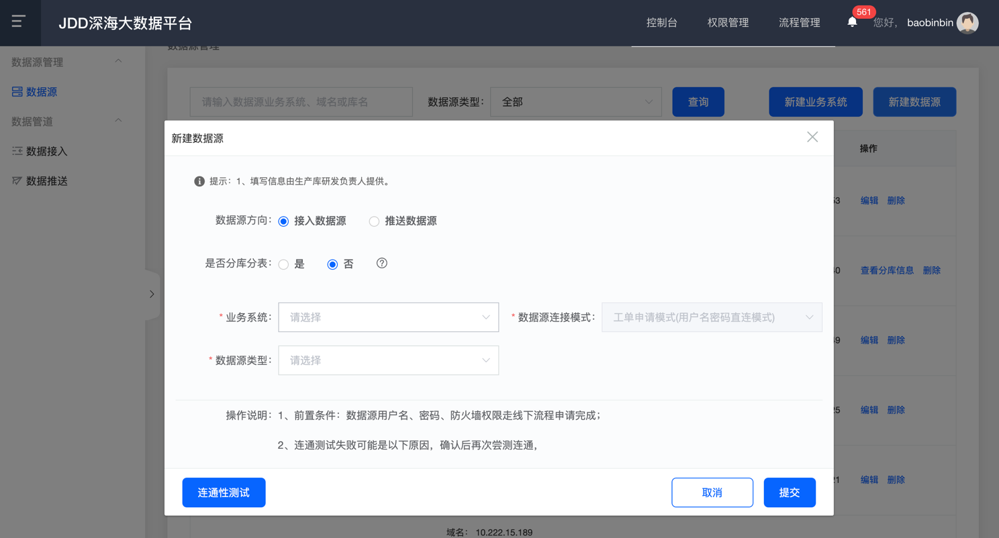 JDD深海大数据平台
控制台 权限管理 流程管理 561 您好, baobinbin
数据源管理
数据源管理
数据源
数据管道
数据接入
数据推送
请输入数据源业务系统、域名或库名 数据源类型: 全部 查询 新建业务系统 新建数据源
操作
新建数据源
提示: 1、填写信息由生产库研发负责人提供。
数据源方向: 接入数据源 推送数据源
是否分库分表: 是 否
* 业务系统: 请选择 * 数据源连接模式: 工单申请模式(用户名密码直连模式)
* 数据源类型: 请选择
操作说明: 1、前置条件: 数据源用户名、密码、防火墙权限走线下流程申请完成;
2、连通测试失败可能是以下原因, 确认后再次尝测连通,
连通性测试 取消 提交
53 编辑 删除
40 查看分库信息 删除
49 编辑 删除
25 编辑 删除
21 编辑 删除
域名: 10.222.15.189